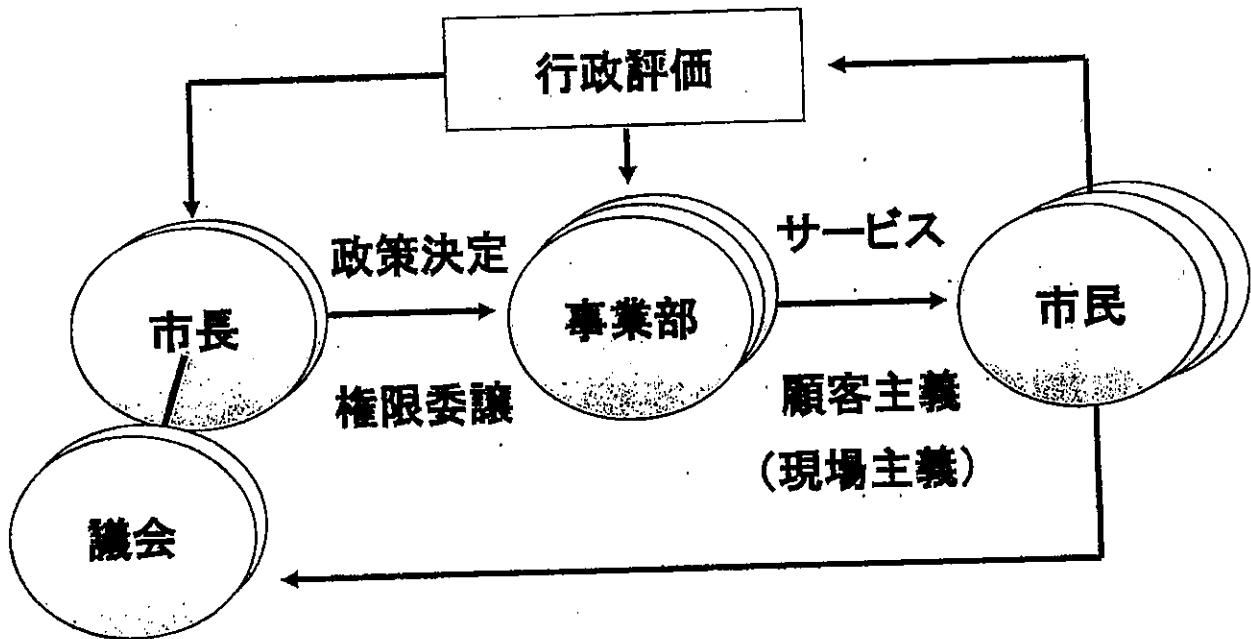 行政評価
政策決定
サービス
市長
事業部
市民
権限委譲
顧客主義
(現場主義)
議会